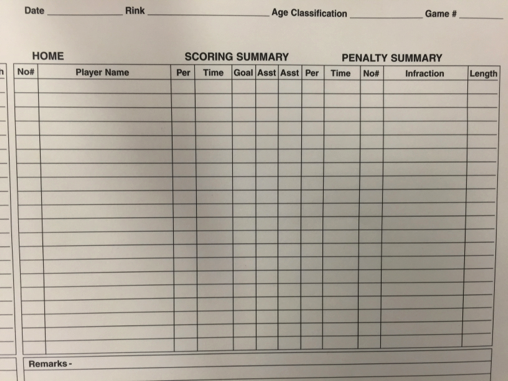 Date Rink Age Classification Game #
HOME SCORING SUMMARY PENALTY SUMMARY
No# Player Name Per Time Goal Asst Asst Per Time No# Infraction Length
Remarks -